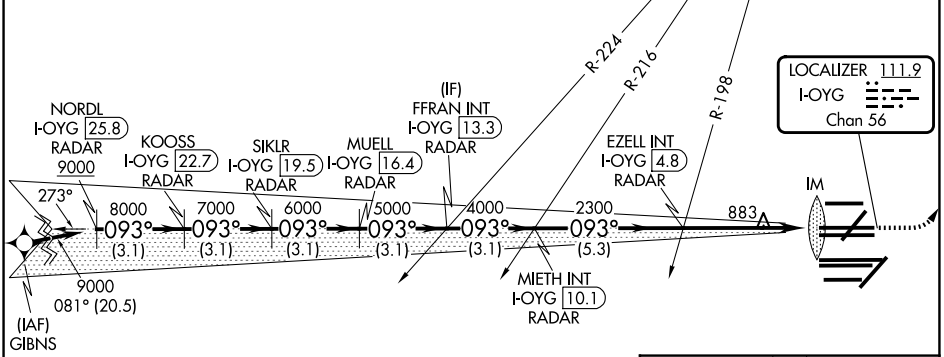 R-224
R-216
R-198
LOCALIZER 111.9
I-OYG
Chan 56
NORDL
I-OYG 25.8
RADAR
9000
KOOSS
I-OYG 22.7
RADAR
SIKLR
I-OYG 19.5
RADAR
MUELL
I-OYG 16.4
RADAR
(IF)
FFRAN INT
I-OYG 13.3
RADAR
EZELL INT
I-OYG 4.8
RADAR
IM
273°
8000
093°
(3.1)
7000
093°
(3.1)
6000
093°
(3.1)
5000
093°
(3.1)
4000
093°
(3.1)
2300
093°
(5.3)
883
MIETH INT
I-OYG 10.1
RADAR
9000
081° (20.5)
(IAF)
GIBNS